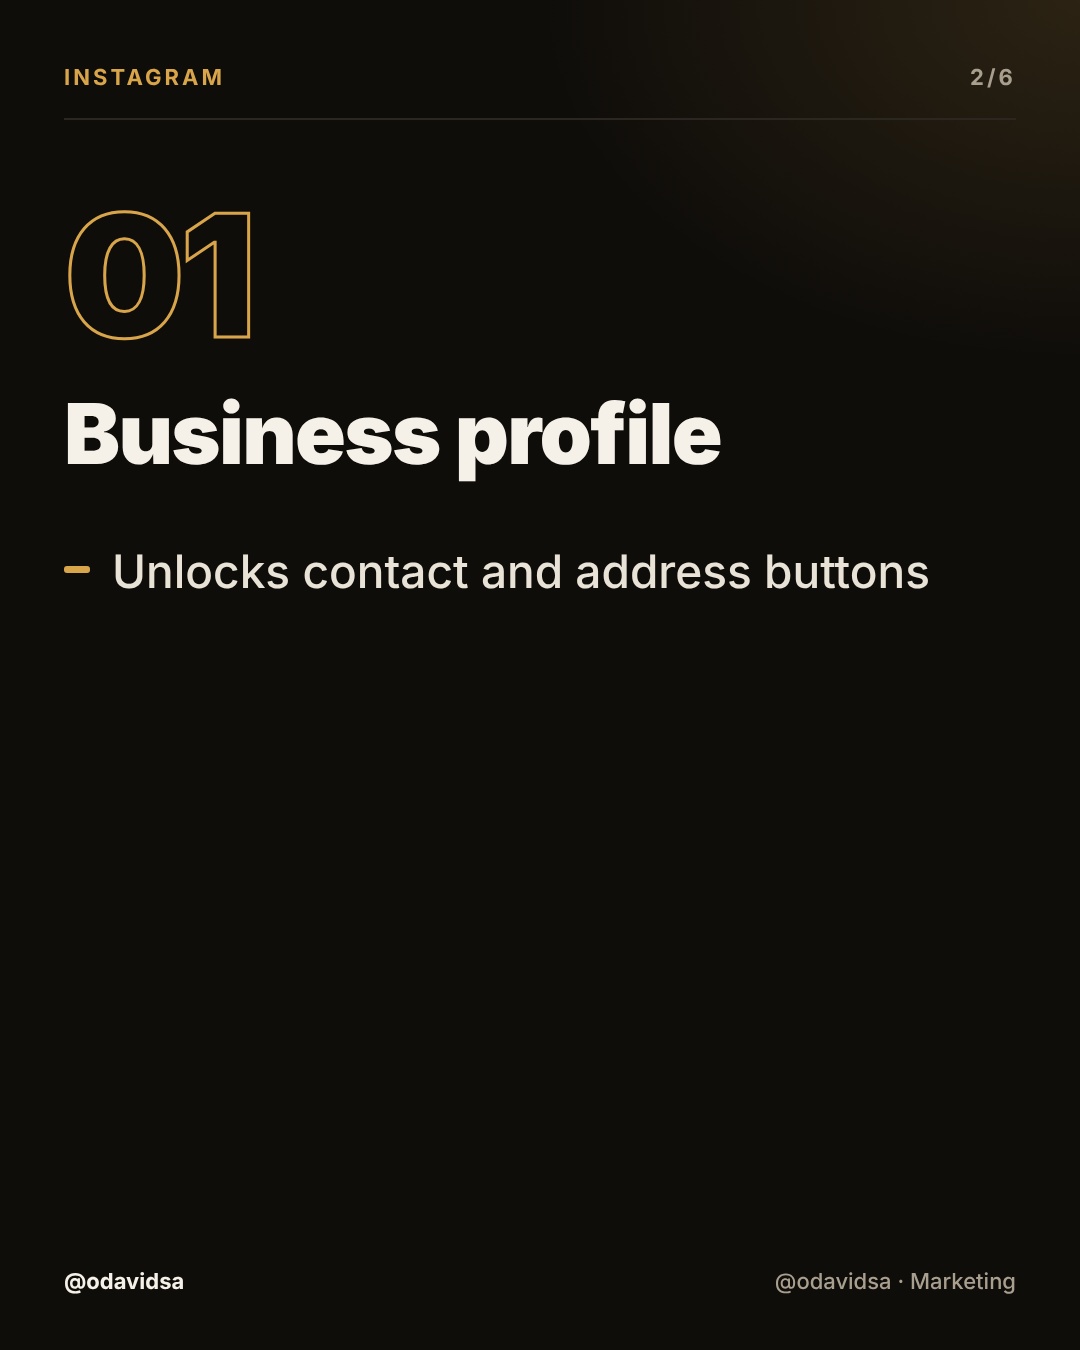 INSTAGRAM
2/6
01
Business profile
Unlocks contact and address buttons
@odavidsa
@odavidsa · Marketing